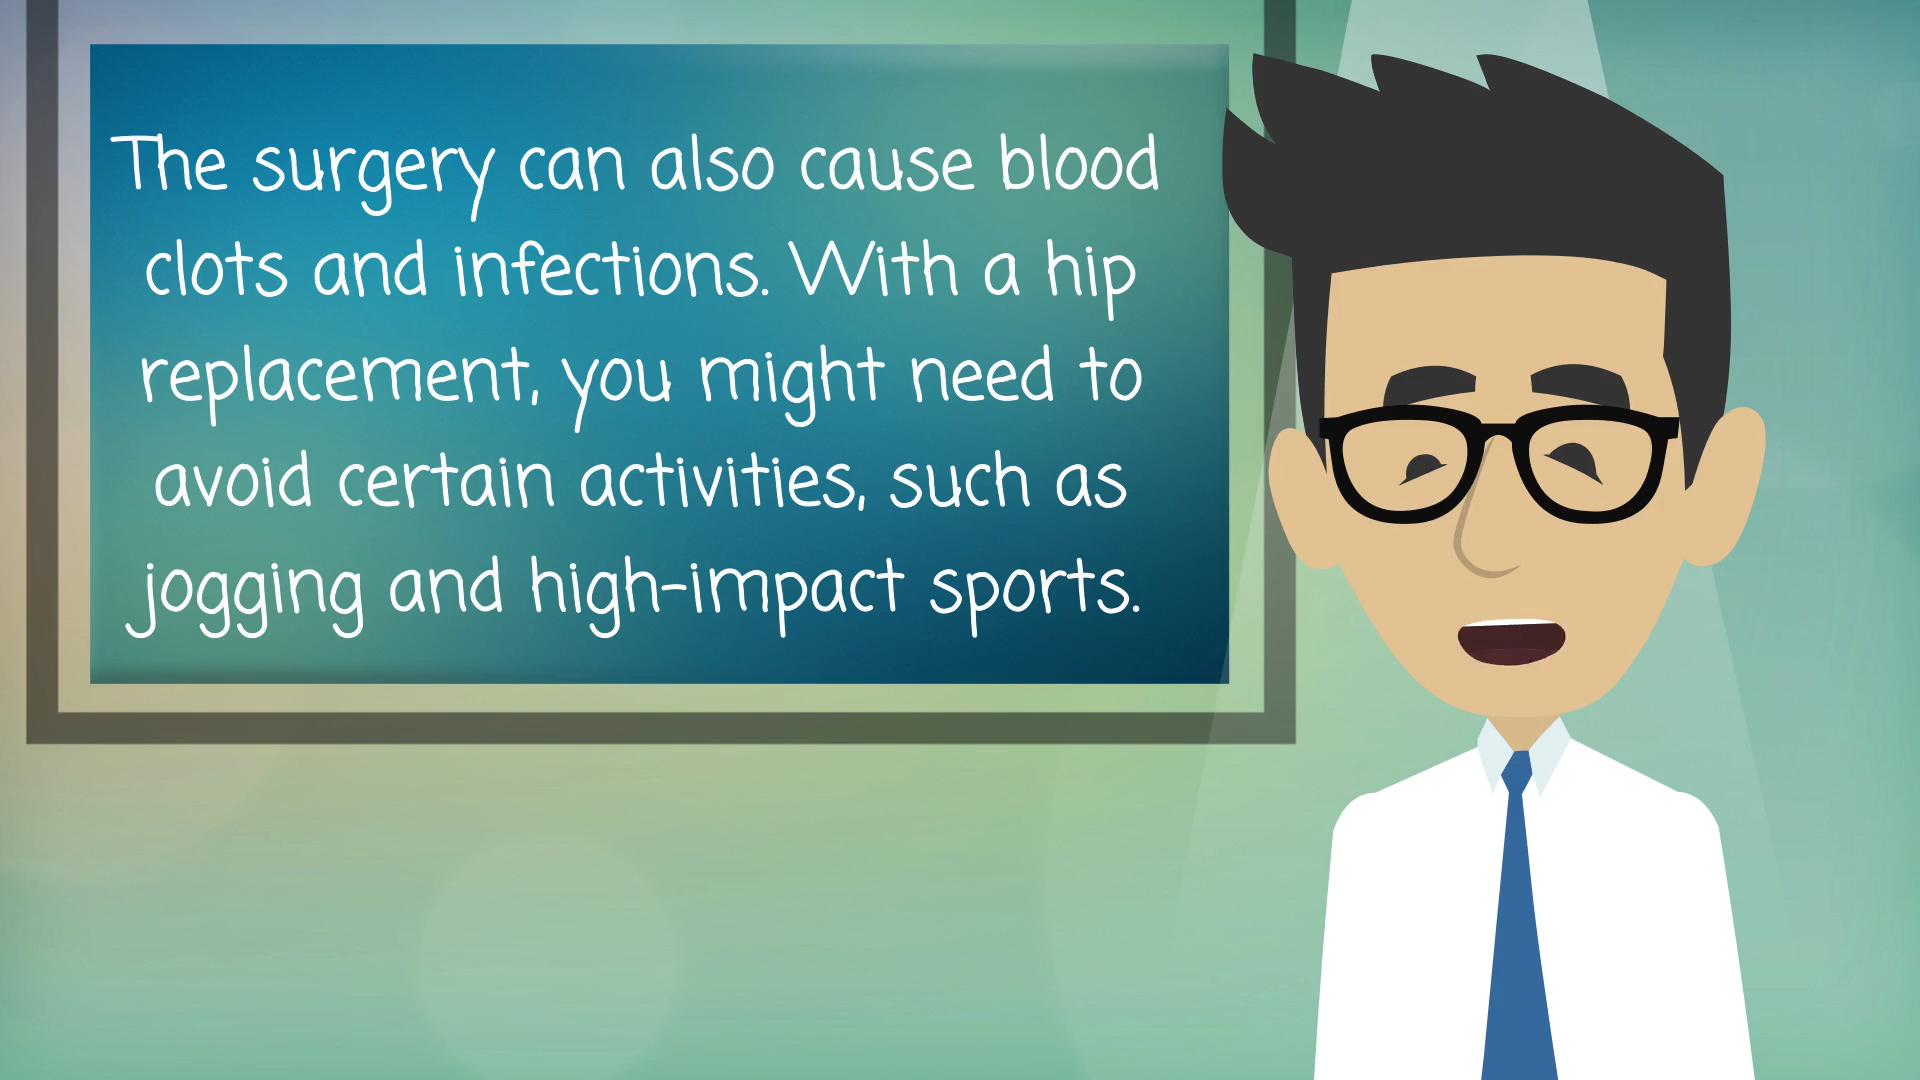 The surgery can also cause blood
clots and infections. With a hip
replacement, you might need to
avoid certain activities, such as
jogging and high-impact sports.